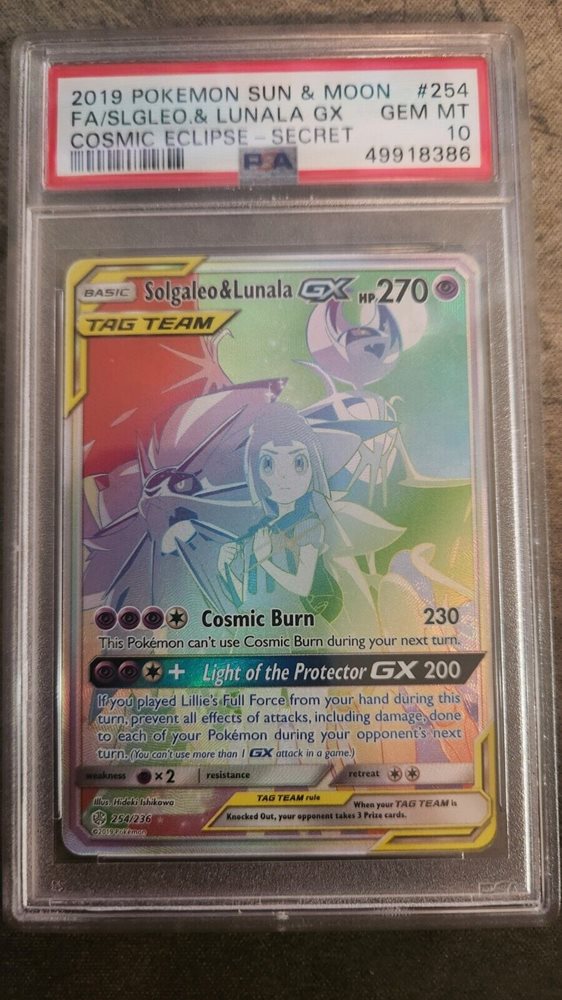 2019 POKEMON SUN & MOON #254
FA/SLGLEO.& LUNALA GX GEM MT
COSMIC ECLIPSE-SECRET 10
PSA 49918386
BASIC Solgaleo&Lunala GX HP270
TAG TEAM
Cosmic Burn 230
This Pokémon can't use Cosmic Burn during your next turn.
+ Light of the Protector GX 200
If you played Lillie's Full Force from your hand during this
turn, prevent all effects of attacks, including damage, done
to each of your Pokémon during your opponent's next
turn. (You can't use more than 1 GX attack in a game.)
weakness ×2 resistance retreat
Illus. Hideki Ishikawa
TAG TEAM rule When your TAG TEAM is
Knocked Out, your opponent takes 3 Prize cards.
254/236
©2019 Pokémon